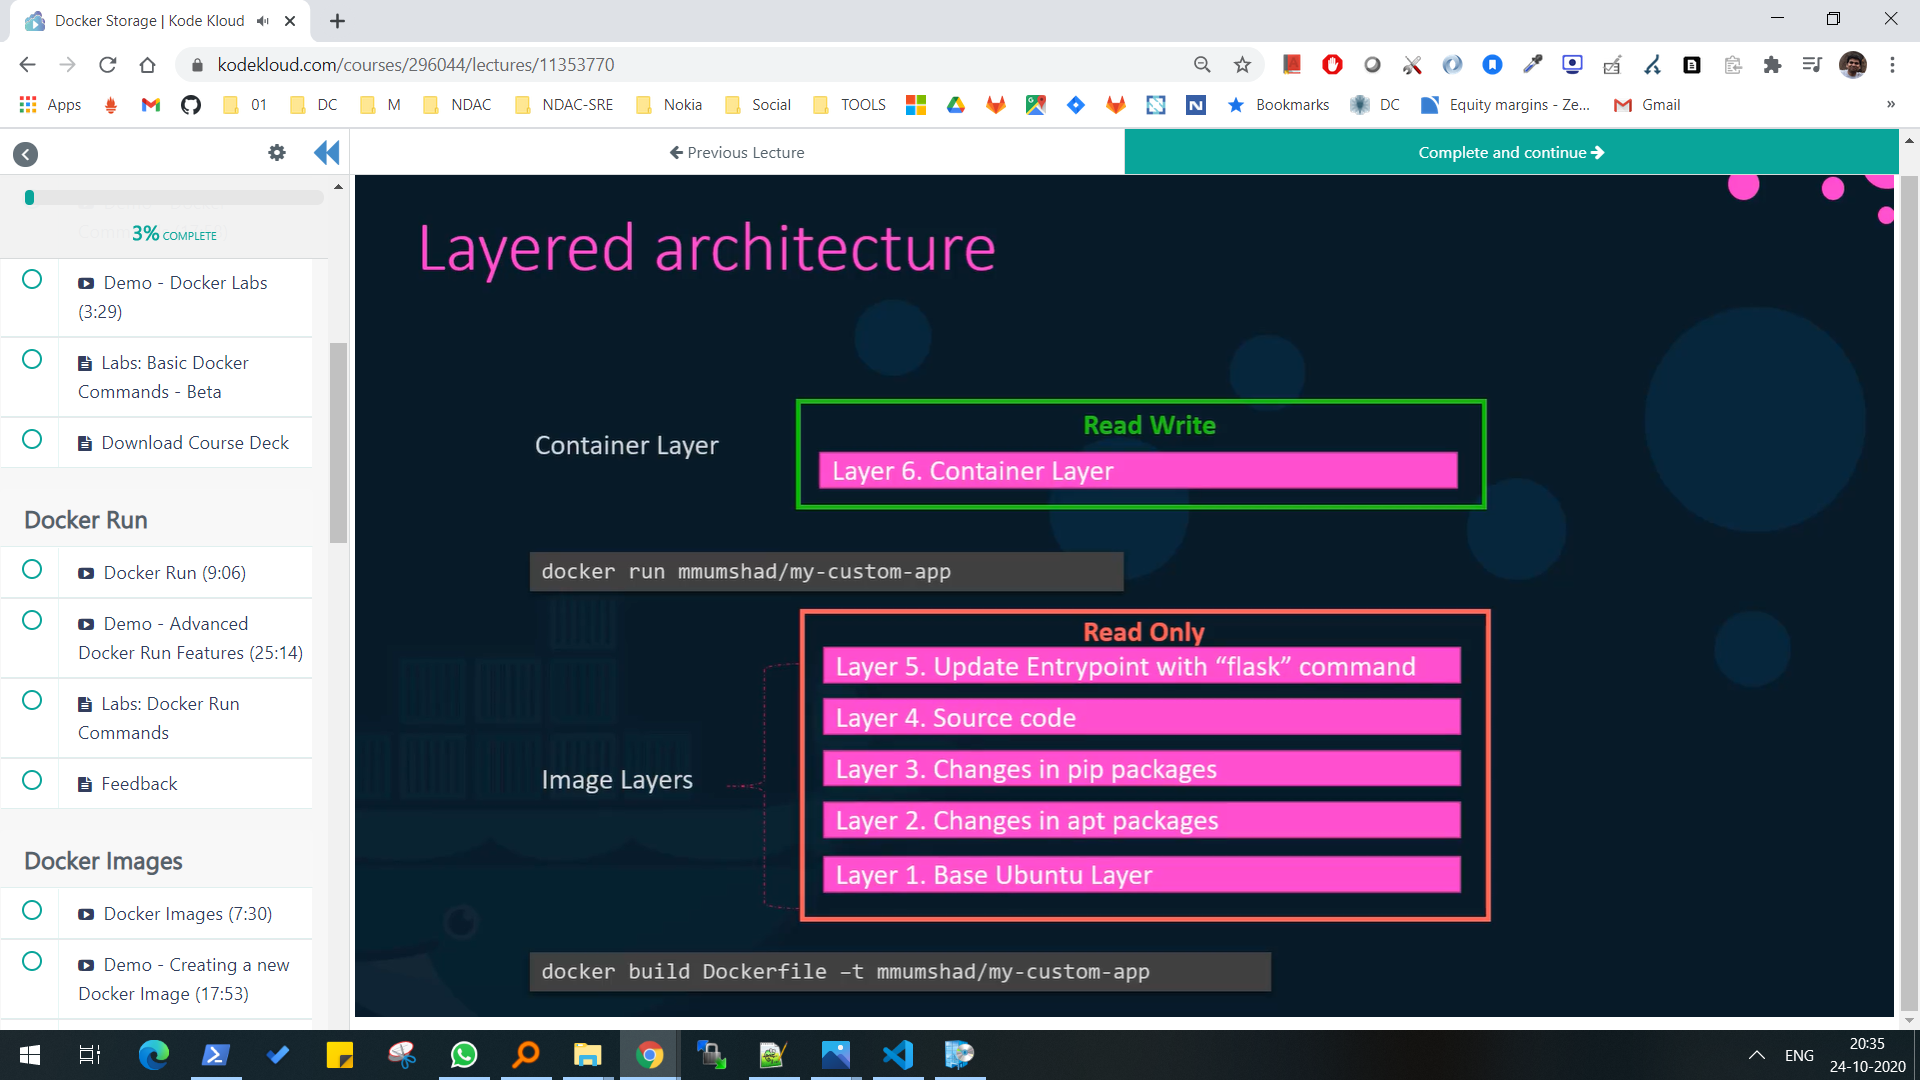 Docker Storage | Kode Kloud
kodekloud.com/courses/296044/lectures/11353770
Apps
01
DC
M
NDAC
NDAC-SRE
Nokia
Social
TOOLS
Bookmarks
DC
Equity margins - Ze...
Gmail
»
Previous Lecture
Complete and continue
3% COMPLETE
Demo - Docker Labs
(3:29)
Labs: Basic Docker
Commands - Beta
Download Course Deck
Docker Run
Docker Run (9:06)
Demo - Advanced
Docker Run Features (25:14)
Labs: Docker Run
Commands
Feedback
Docker Images
Docker Images (7:30)
Demo - Creating a new
Docker Image (17:53)
Layered architecture
Container Layer
Read Write
Layer 6. Container Layer
docker run mmumshad/my-custom-app
Read Only
Layer 5. Update Entrypoint with “flask” command
Layer 4. Source code
Layer 3. Changes in pip packages
Image Layers
Layer 2. Changes in apt packages
Layer 1. Base Ubuntu Layer
docker build Dockerfile –t mmumshad/my-custom-app
ENG
20:35
24-10-2020